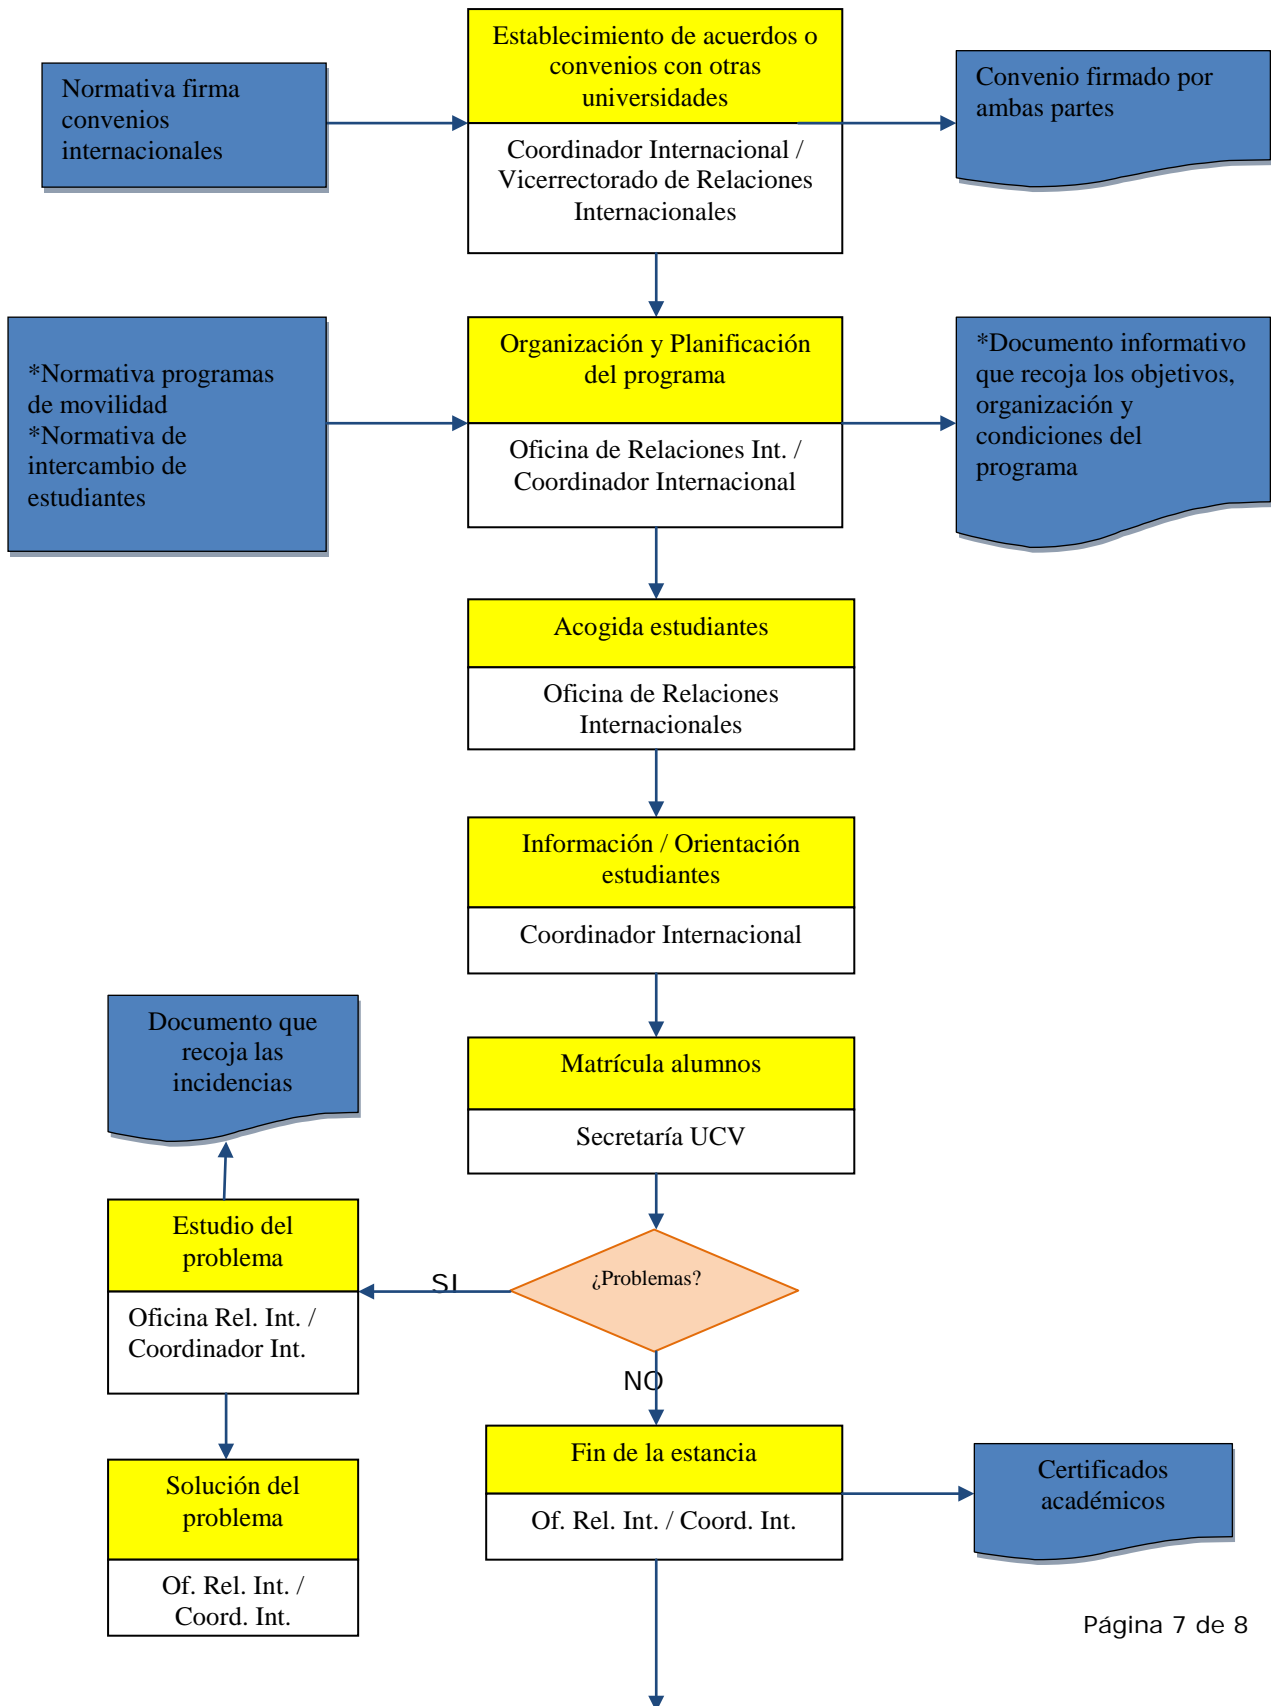 Establecimiento de acuerdos o
convenios con otras
universidades
Coordinador Internacional /
Vicerrectorado de Relaciones
Internacionales
Normativa firma
convenios
internacionales
Convenio firmado por
ambas partes
Organización y Planificación
del programa
Oficina de Relaciones Int. /
Coordinador Internacional
*Normativa programas
de movilidad
*Normativa de
intercambio de
estudiantes
*Documento informativo
que recoja los objetivos,
organización y
condiciones del
programa
Acogida estudiantes
Oficina de Relaciones
Internacionales
Información / Orientación
estudiantes
Coordinador Internacional
Matrícula alumnos
Secretaría UCV
Documento que
recoja las
incidencias
Estudio del
problema
Oficina Rel. Int. /
Coordinador Int.
SI
¿Problemas?
NO
Solución del
problema
Of. Rel. Int. /
Coord. Int.
Fin de la estancia
Of. Rel. Int. / Coord. Int.
Certificados
académicos
Página 7 de 8